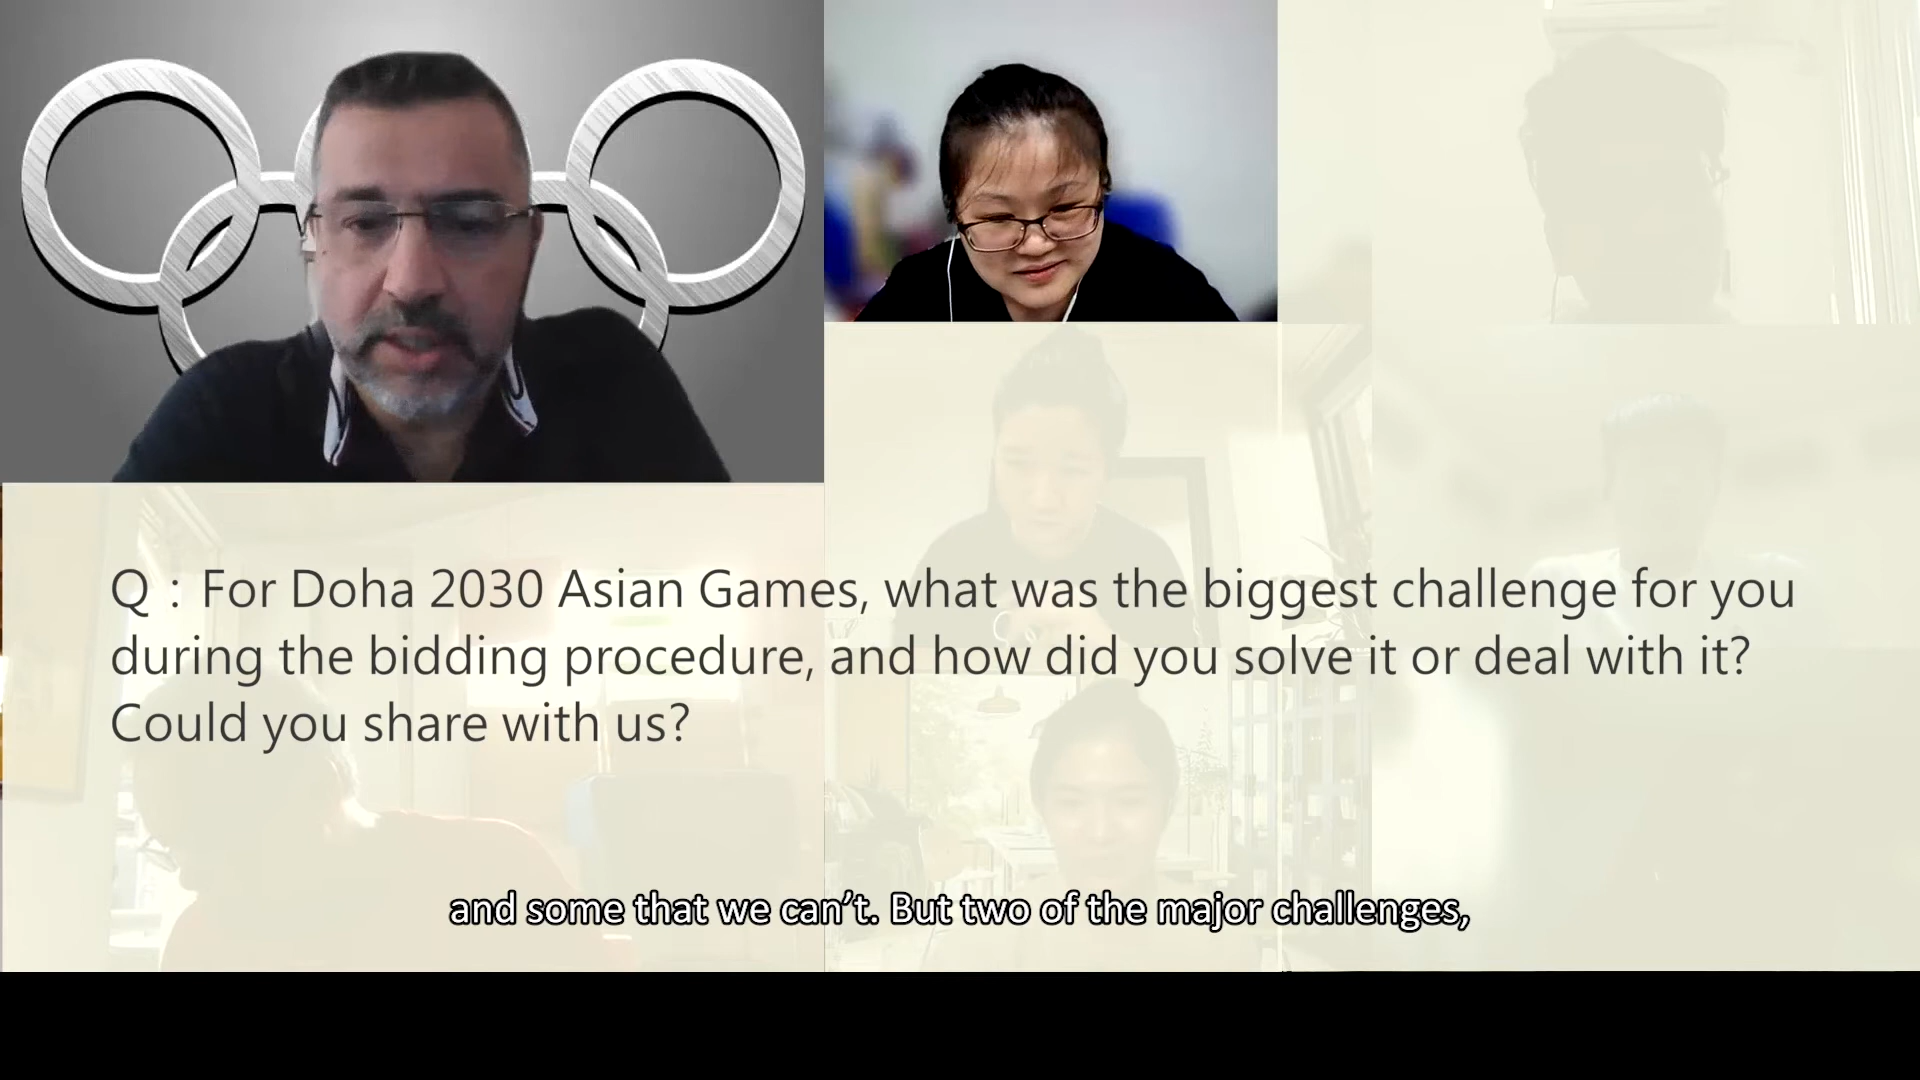 Q : For Doha 2030 Asian Games, what was the biggest challenge for you
during the bidding procedure, and how did you solve it or deal with it?
Could you share with us?
and some that we can’t. But two of the major challenges,